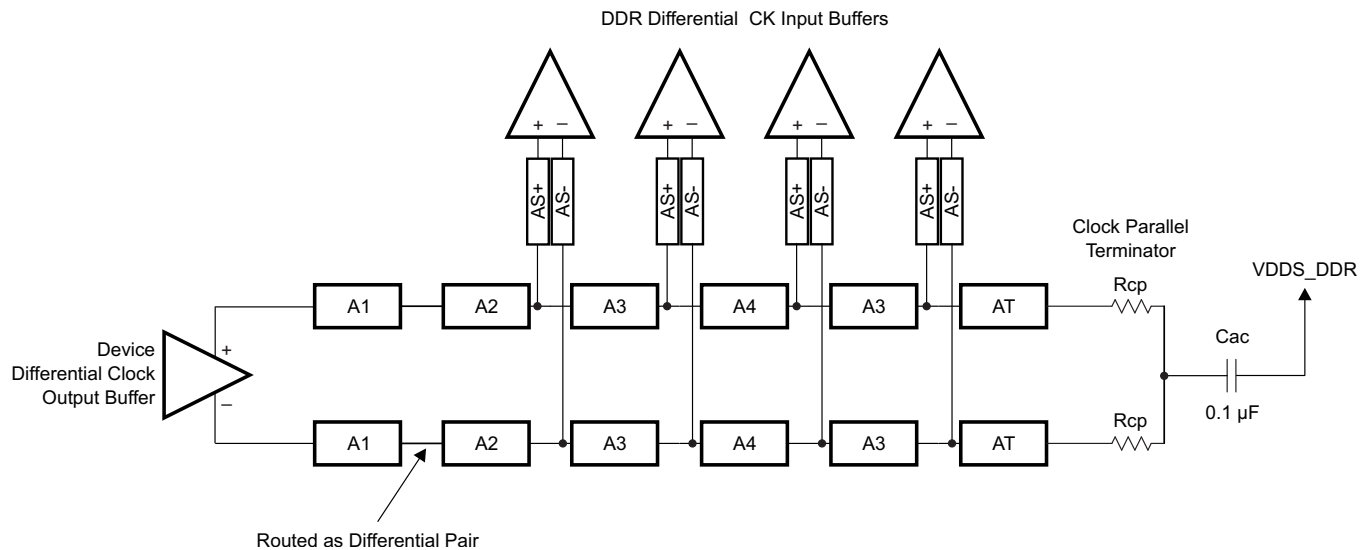 DDR Differential CK Input Buffers
+ –
+ –
+ –
+ –
AS+
AS-
AS+
AS-
AS+
AS-
AS+
AS-
Clock Parallel
Terminator
VDDS_DDR
A1
A2
A3
A4
A3
AT
Rcp
Device
Differential Clock
Output Buffer
+
–
Cac
0.1 µF
A1
A2
A3
A4
A3
AT
Rcp
Routed as Differential Pair